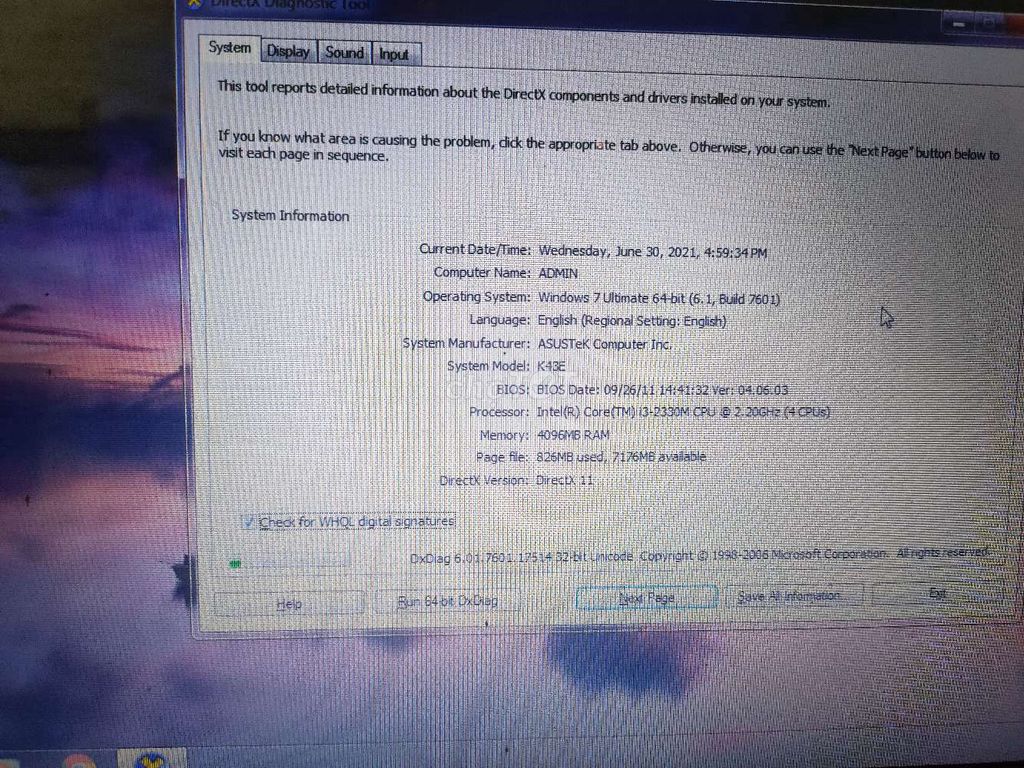 DirectX Diagnostic Tool
System Display Sound Input
This tool reports detailed information about the DirectX components and drivers installed on your system.
If you know what area is causing the problem, click the appropriate tab above. Otherwise, you can use the "Next Page" button below to
visit each page in sequence.
System Information
Current Date/Time: Wednesday, June 30, 2021, 4:59:34 PM
Computer Name: ADMIN
Operating System: Windows 7 Ultimate 64-bit (6.1, Build 7601)
Language: English (Regional Setting: English)
System Manufacturer: ASUSTeK Computer Inc.
System Model: K43E
BIOS: BIOS Date: 09/26/11 14:41:32 Ver: 04.06.03
Processor: Intel(R) Core(TM) i3-2330M CPU @ 2.20GHz (4 CPUs)
Memory: 4096MB RAM
Page file: 826MB used, 7176MB available
DirectX Version: DirectX 11
Check for WHQL digital signatures
DxDiag 6.01.7601.17514 32-bit Unicode Copyright © 1998-2006 Microsoft Corporation. All rights reserved.
Help Run 64-bit DxDiag Next Page Save All Information Exit